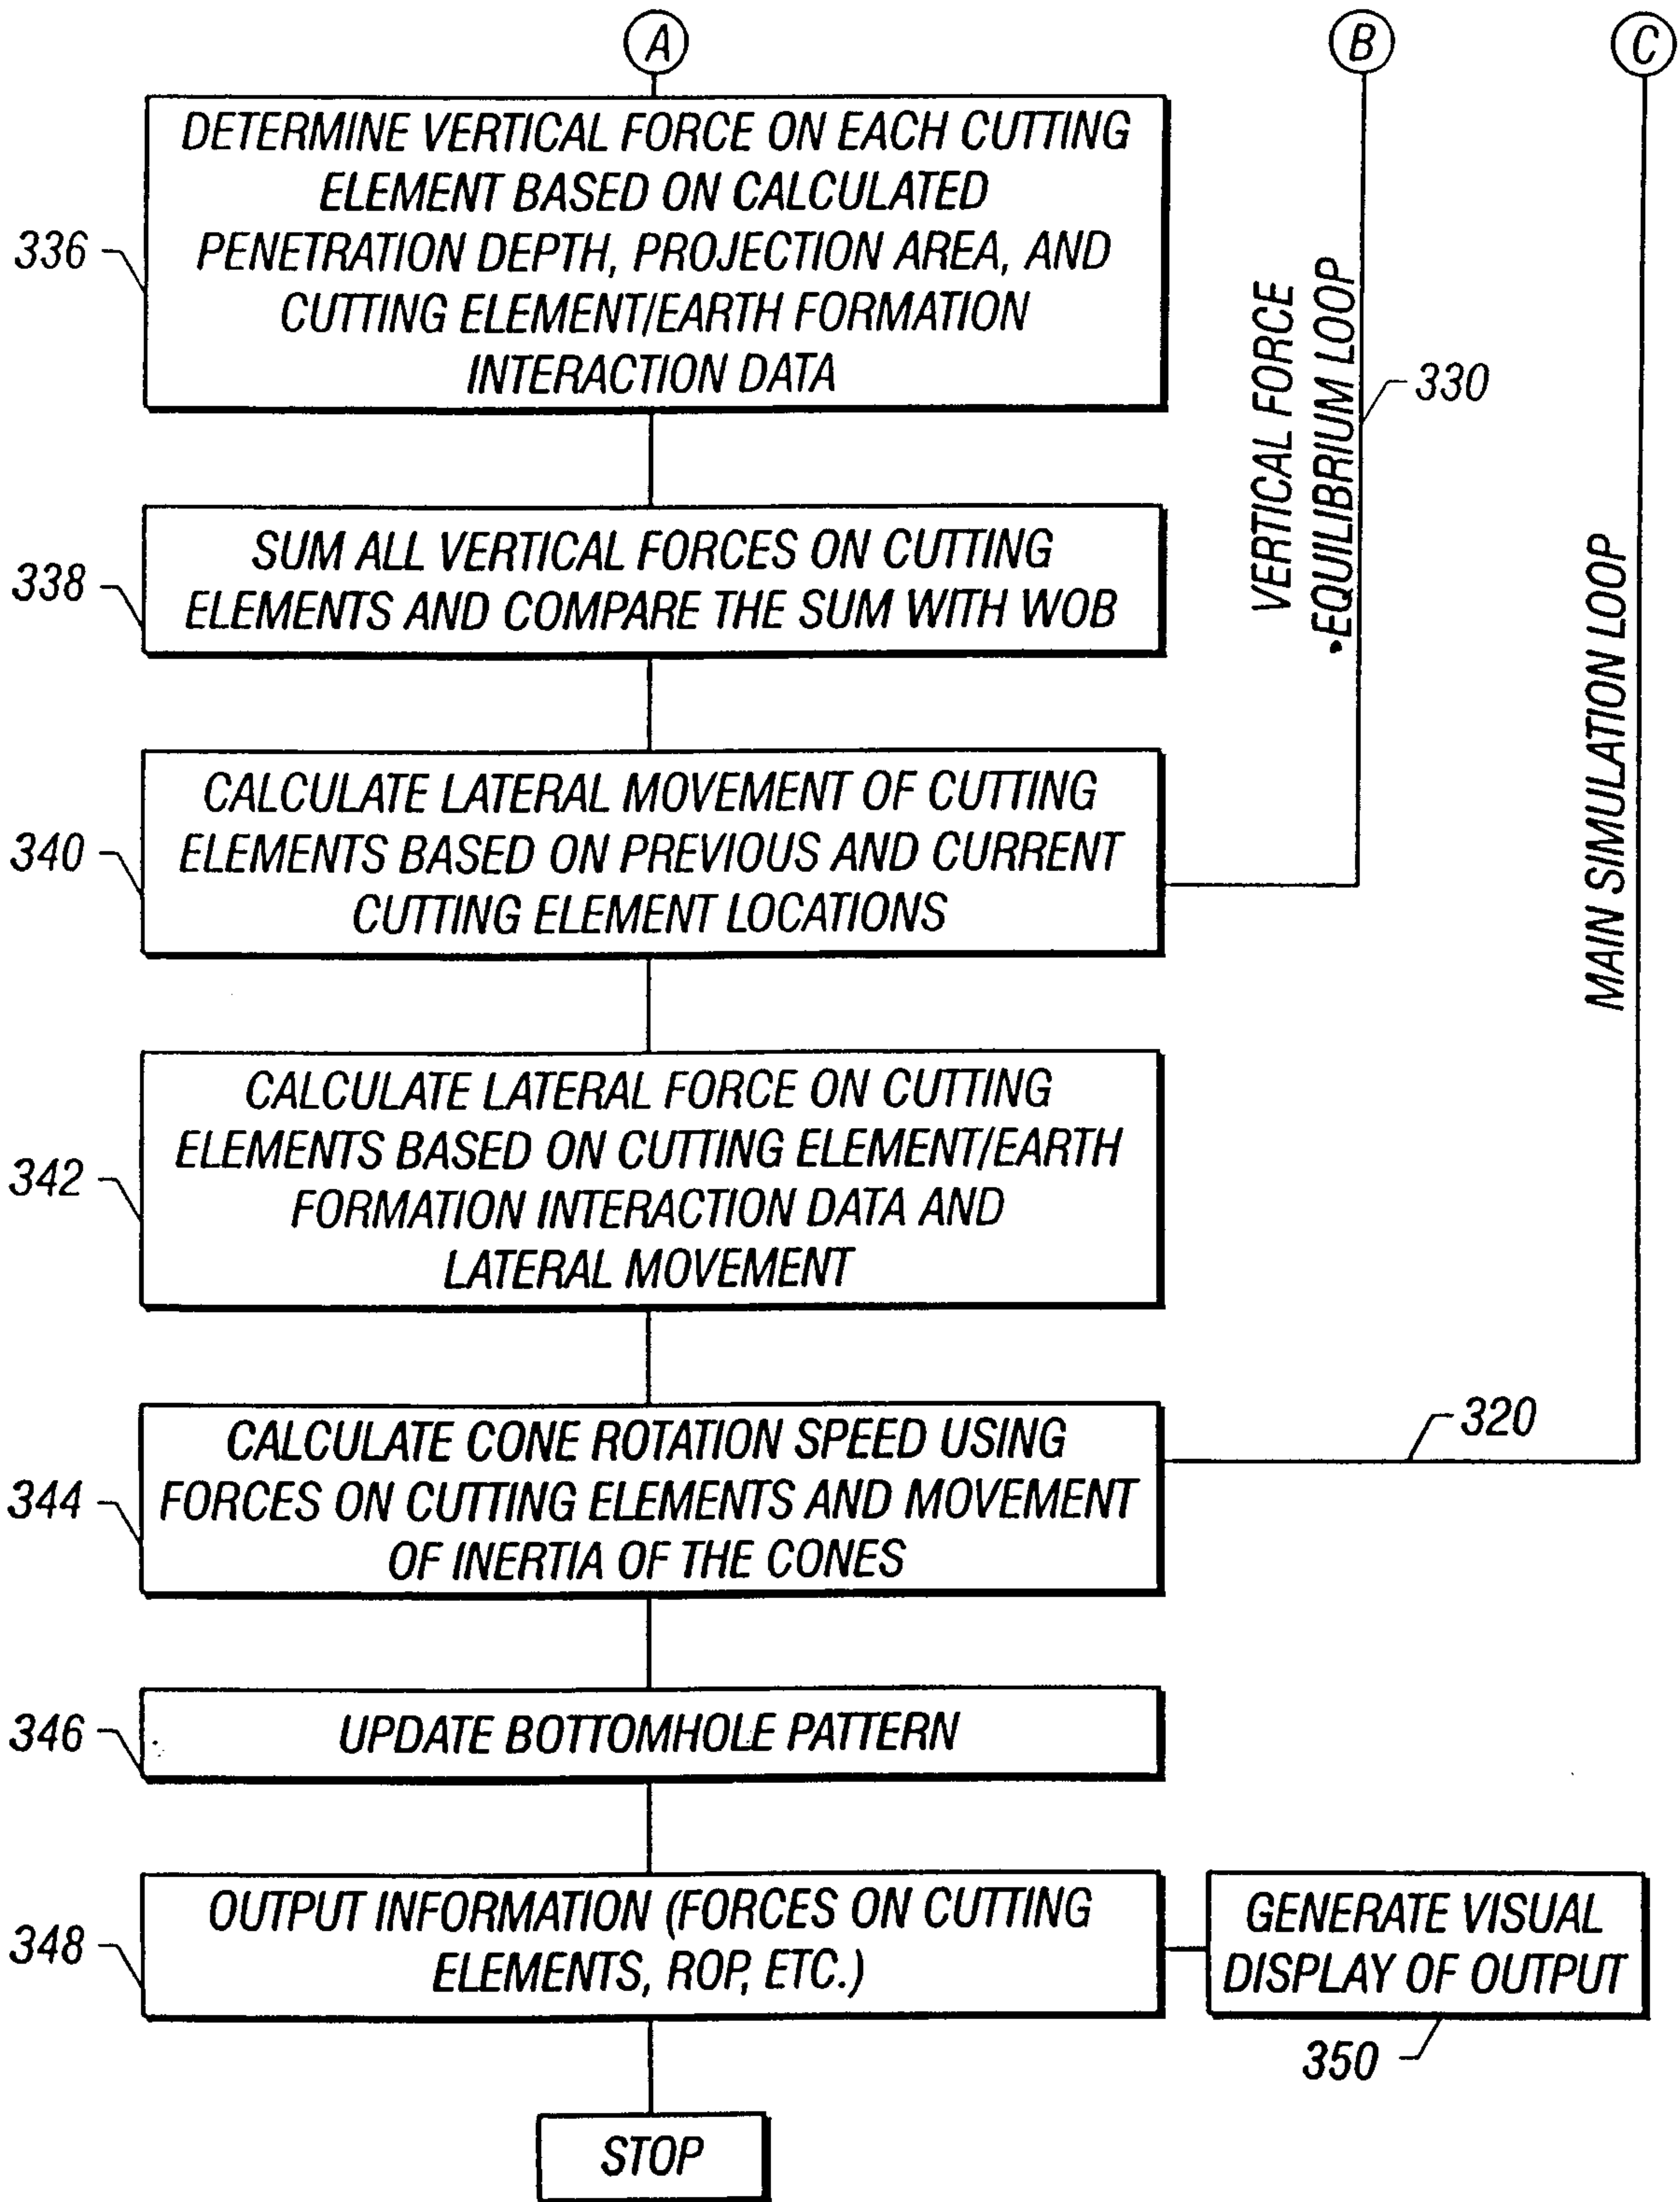 A
B
C
DETERMINE VERTICAL FORCE ON EACH CUTTING
ELEMENT BASED ON CALCULATED
PENETRATION DEPTH, PROJECTION AREA, AND
CUTTING ELEMENT/EARTH FORMATION
INTERACTION DATA
336
VERTICAL FORCE
EQUILIBRIUM LOOP
330
MAIN SIMULATION LOOP
SUM ALL VERTICAL FORCES ON CUTTING
ELEMENTS AND COMPARE THE SUM WITH WOB
338
CALCULATE LATERAL MOVEMENT OF CUTTING
ELEMENTS BASED ON PREVIOUS AND CURRENT
CUTTING ELEMENT LOCATIONS
340
CALCULATE LATERAL FORCE ON CUTTING
ELEMENTS BASED ON CUTTING ELEMENT/EARTH
FORMATION INTERACTION DATA AND
LATERAL MOVEMENT
342
CALCULATE CONE ROTATION SPEED USING
FORCES ON CUTTING ELEMENTS AND MOVEMENT
OF INERTIA OF THE CONES
344
320
UPDATE BOTTOMHOLE PATTERN
346
OUTPUT INFORMATION (FORCES ON CUTTING
ELEMENTS, ROP, ETC.)
348
GENERATE VISUAL
DISPLAY OF OUTPUT
350
STOP